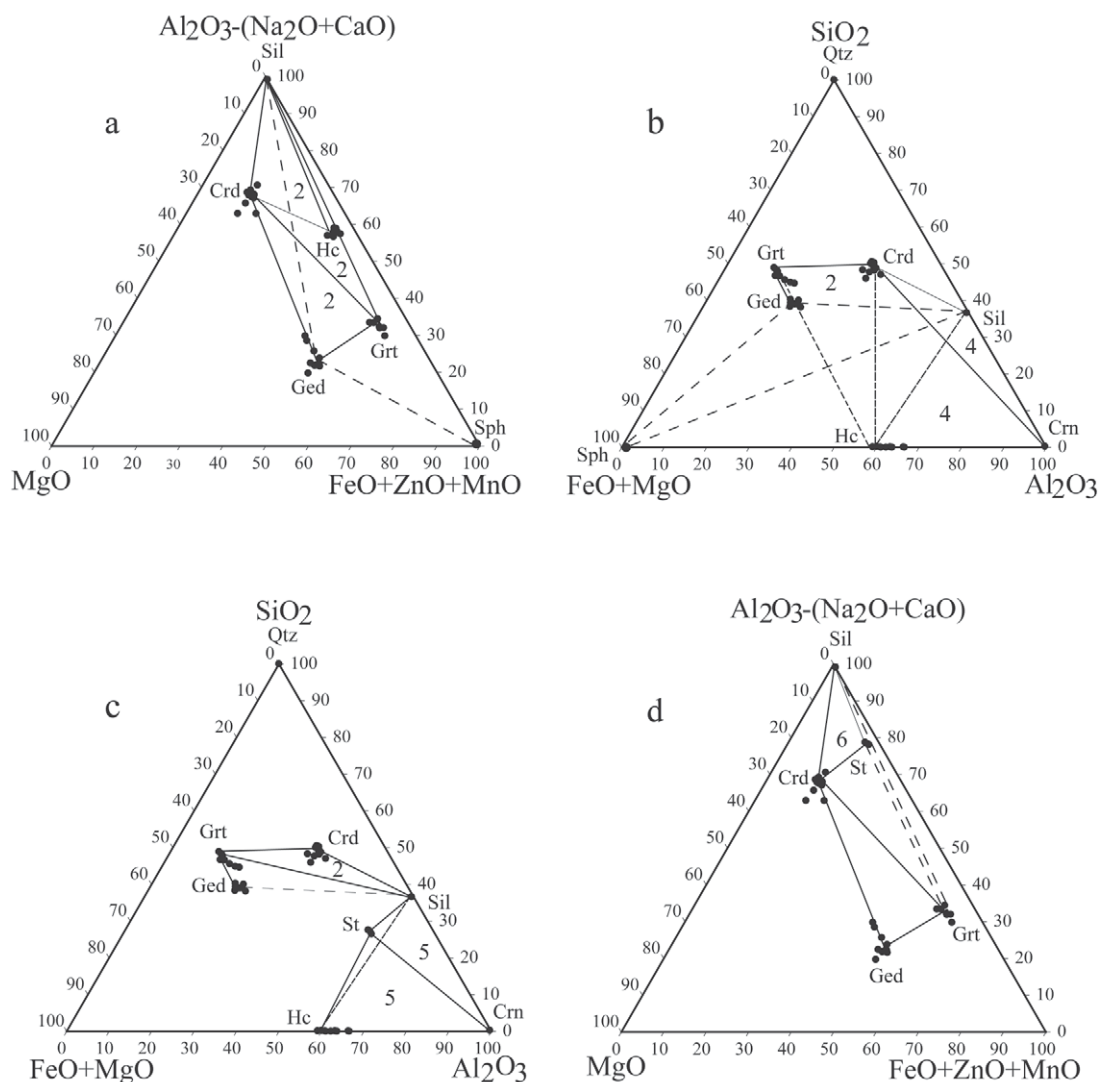 Al2O3-(Na2O+CaO)
Sil
a
0 10 20 30 40 50 60 70 80 90 100
100 90 80 70 60 50 40 30 20 10 0
2
Crd
Hc
2
2
Grt
Ged
Sph
0 10 20 30 40 50 60 70 80 90 100
MgO FeO+ZnO+MnO
SiO2
Qtz
b
0 10 20 30 40 50 60 70 80 90 100
100 90 80 70 60 50 40 30 20 10 0
Grt Crd
2
Ged
Sil
4
4
Hc Crn
Sph
0 10 20 30 40 50 60 70 80 90 100
FeO+MgO Al2O3
SiO2
Qtz
c
0 10 20 30 40 50 60 70 80 90 100
100 90 80 70 60 50 40 30 20 10 0
Grt Crd
2
Ged
Sil
St
5
5
Hc Crn
0 10 20 30 40 50 60 70 80 90 100
FeO+MgO Al2O3
Al2O3-(Na2O+CaO)
Sil
d
0 10 20 30 40 50 60 70 80 90 100
100 90 80 70 60 50 40 30 20 10 0
6
St
Crd
Grt
Ged
0 10 20 30 40 50 60 70 80 90 100
MgO FeO+ZnO+MnO